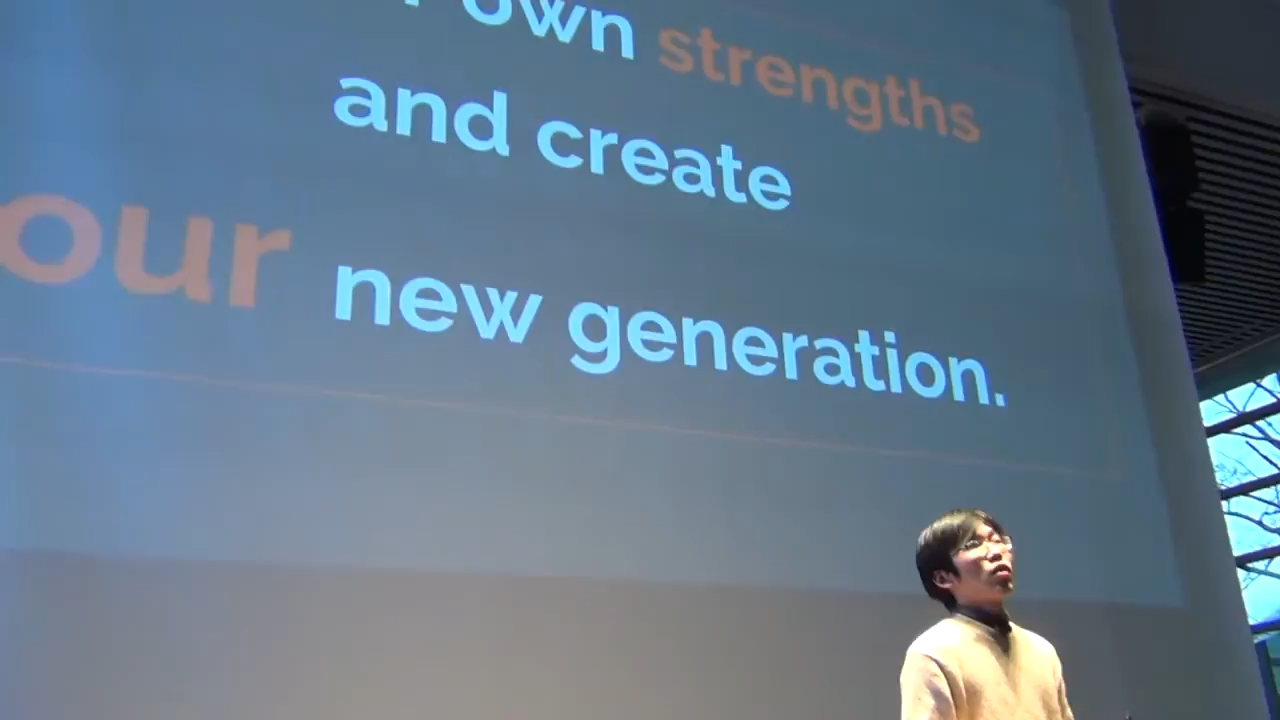 own strengths
and create
our new generation.